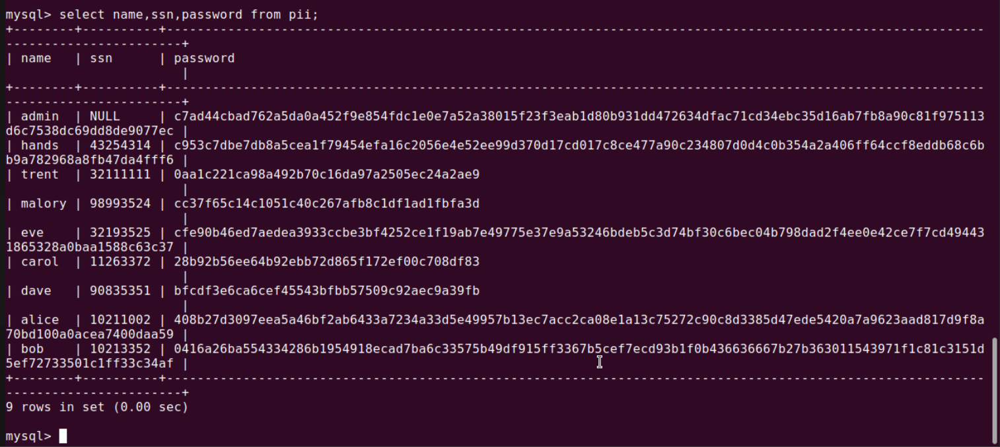 mysql> select name,ssn,password from pii;
+--------+----------+-----------------------------------------------------------------------------------------------------------
-----------------------+
| name   | ssn      | password
                       |
+--------+----------+-----------------------------------------------------------------------------------------------------------
-----------------------+
| admin  | NULL     | c7ad44cbad762a5da0a452f9e854fdc1e0e7a52a38015f23f3eab1d80b931dd472634dfac71cd34ebc35d16ab7fb8a90c81f975113
d6c7538dc69dd8de9077ec |
| hands  | 43254314 | c953c7dbe7db8a5cea1f79454efa16c2056e4e52ee99d370d17cd017c8ce477a90c234807d0d4c0b354a2a406ff64ccf8eddb68c6b
b9a782968a8fb47da4fff6 |
| trent  | 32111111 | 0aa1c221ca98a492b70c16da97a2505ec24a2ae9
                       |
| malory | 98993524 | cc37f65c14c1051c40c267afb8c1df1ad1fbfa3d
                       |
| eve    | 32193525 | cfe90b46ed7aedea3933ccbe3bf4252ce1f19ab7e49775e37e9a53246bdeb5c3d74bf30c6bec04b798dad2f4ee0e42ce7f7cd49443
1865328a0baa1588c63c37 |
| carol  | 11263372 | 28b92b56ee64b92ebb72d865f172ef00c708df83
                       |
| dave   | 90835351 | bfcdf3e6ca6cef45543bfbb57509c92aec9a39fb
                       |
| alice  | 10211002 | 408b27d3097eea5a46bf2ab6433a7234a33d5e49957b13ec7acc2ca08e1a13c75272c90c8d3385d47ede5420a7a9623aad817d9f8a
70bd100a0acea7400daa59 |
| bob    | 10213352 | 0416a26ba554334286b1954918ecad7ba6c33575b49df915ff3367b5cef7ecd93b1f0b436636667b27b363011543971f1c81c3151d
5ef72733501c1ff33c34af |
+--------+----------+-----------------------------------------------------------------------------------------------------------
-----------------------+
9 rows in set (0.00 sec)
mysql>